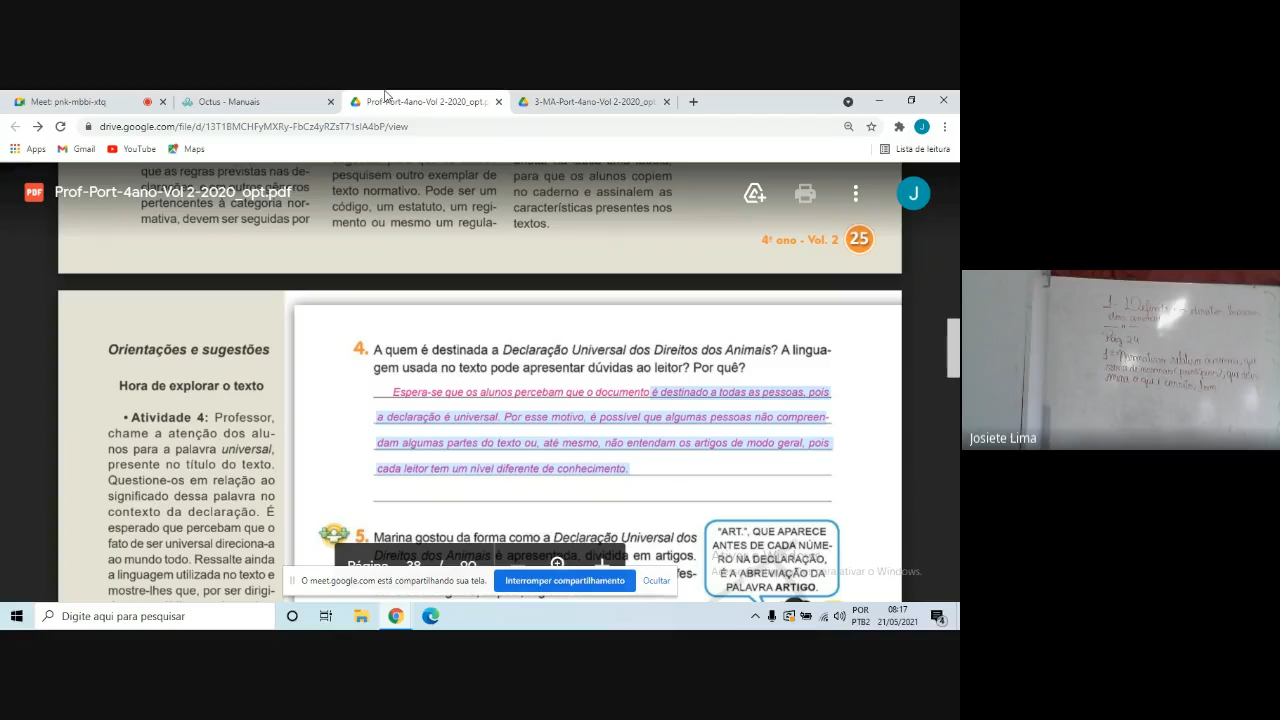 Meet: pnk-mbbi-xtq
Octus - Manuais
Prof-Port-4ano-Vol 2-2020_opt.p
3-MA-Port-4ano-Vol 2-2020_opt.
drive.google.com/file/d/13T1BMCHFyMXRy-FbCz4yRZsT71slA4bP/view
Apps
Gmail
YouTube
Maps
Lista de leitura
que as regras previstas nas de-
pertencentes à categoria nor-
mativa, devem ser seguidas por
pesquisem outro exemplar de
texto normativo. Pode ser um
código, um estatuto, um regi-
mento ou mesmo um regula-
para que os alunos copiem
no caderno e assinalem as
características presentes nos
textos.
PDF
Prof-Port-4ano-Vol 2-2020_opt.pdf
J
4º ano - Vol. 2 25
Orientações e sugestões
Hora de explorar o texto
• Atividade 4: Professor,
chame a atenção dos alu-
nos para a palavra universal,
presente no título do texto.
Questione-os em relação ao
significado dessa palavra no
contexto da declaração. É
esperado que percebam que o
fato de ser universal direciona-a
ao mundo todo. Ressalte ainda
a linguagem utilizada no texto e
mostre-lhes que, por ser dirigi-
4. A quem é destinada a Declaração Universal dos Direitos dos Animais? A lingua-
gem usada no texto pode apresentar dúvidas ao leitor? Por quê?
Espera-se que os alunos percebam que o documento é destinado a todas as pessoas, pois
a declaração é universal. Por esse motivo, é possível que algumas pessoas não compreen-
dam algumas partes do texto ou, até mesmo, não entendam os artigos de modo geral, pois
cada leitor tem um nível diferente de conhecimento.
5. Marina gostou da forma como a Declaração Universal dos
Direitos dos Animais é apresentada, dividida em artigos.
"ART.", QUE APARECE
ANTES DE CADA NÚME-
RO NA DECLARAÇÃO,
É A ABREVIAÇÃO DA
PALAVRA ARTIGO.
Página 38 / 90
O meet.google.com está compartilhando sua tela.
Interromper compartilhamento
Ocultar
Digite aqui para pesquisar
POR
PTB2
08:17
21/05/2021
4
Pág 24
Josiete Lima